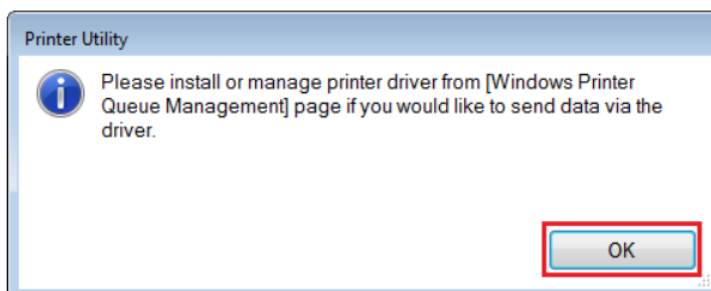 Printer Utility
Please install or manage printer driver from [Windows Printer
Queue Management] page if you would like to send data via the
driver.
OK